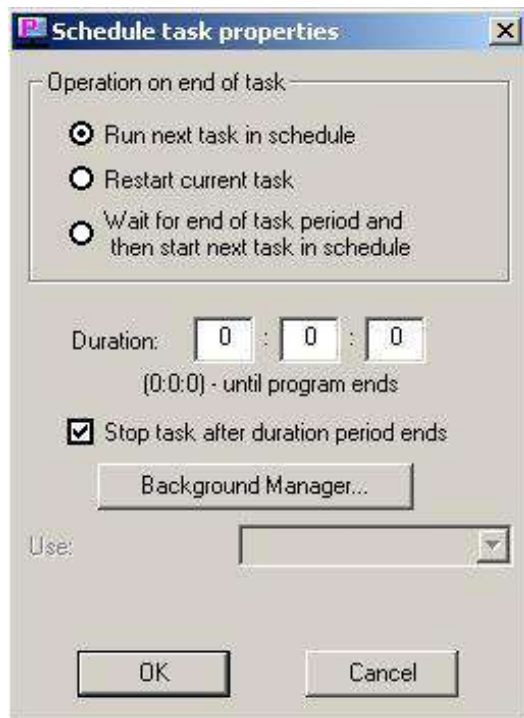 Schedule task properties
Operation on end of task
Run next task in schedule
Restart current task
Wait for end of task period and
then start next task in schedule
Duration: 0 : 0 : 0
(0:0:0) - until program ends
Stop task after duration period ends
Background Manager...
Use:
OK Cancel